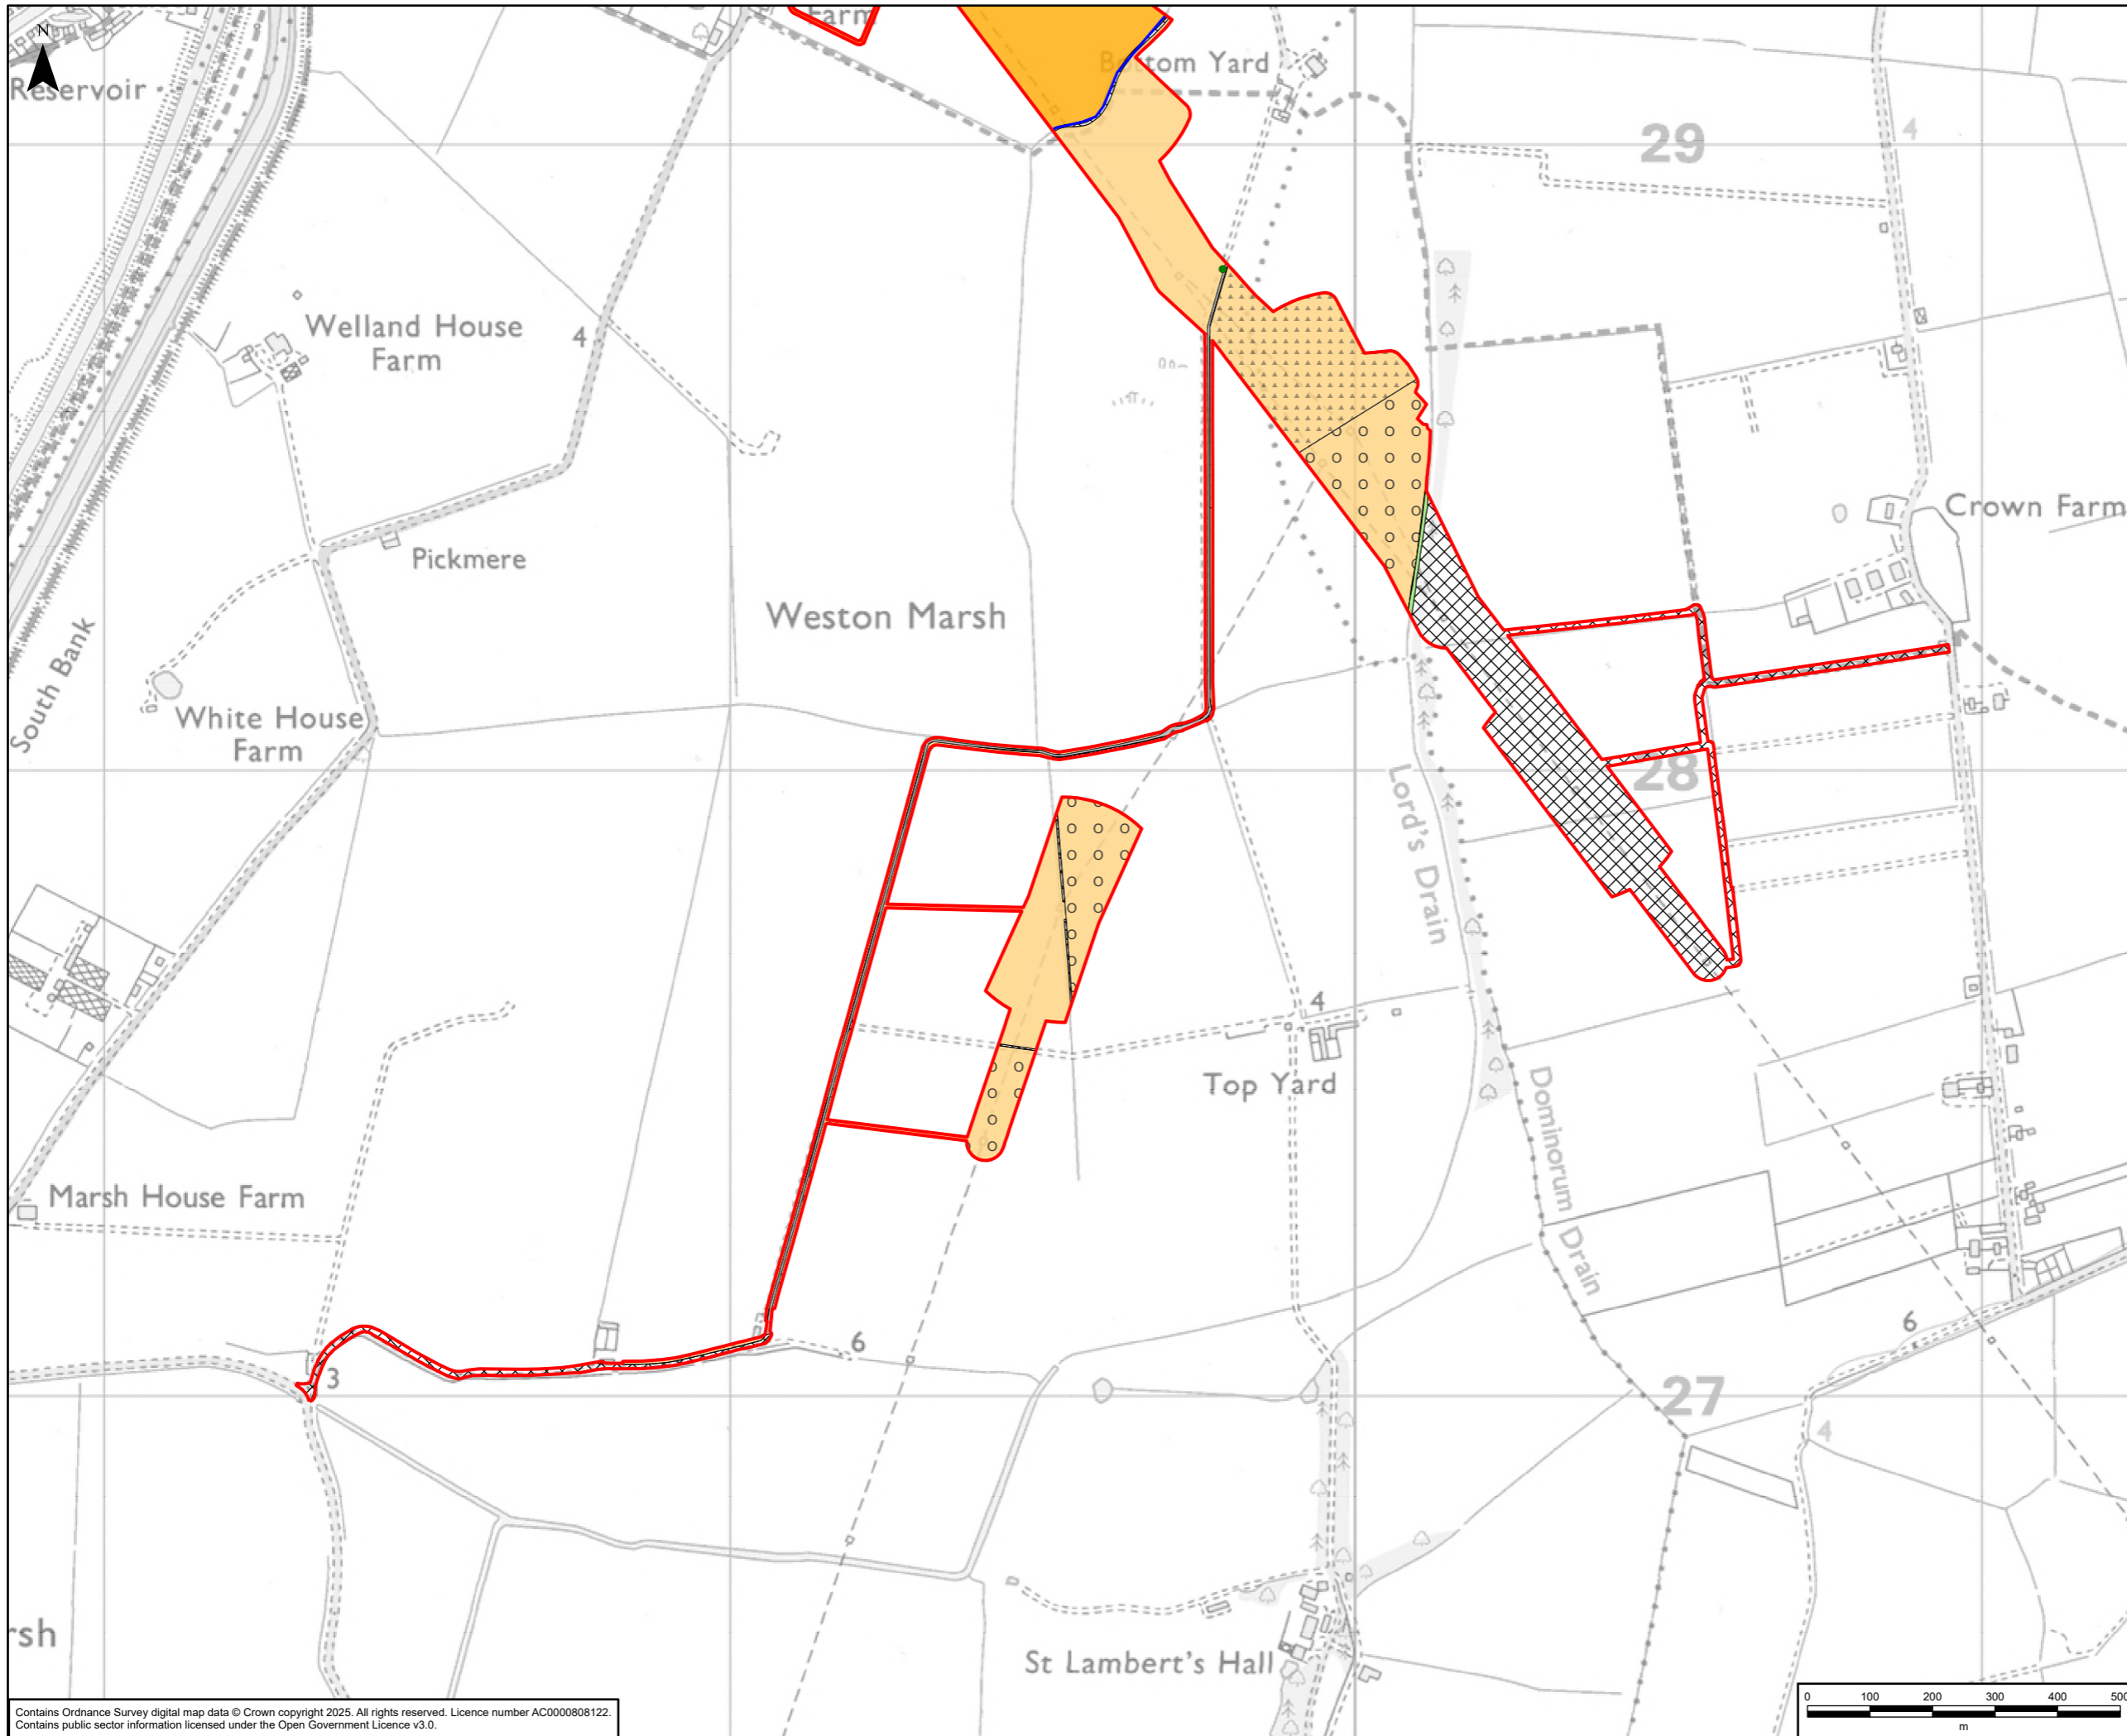 N
Farm
Reservoir
Bottom Yard
29
4
Welland House
Farm
4
Crown Farm
Pickmere
Weston Marsh
South Bank
White House
Farm
28
Lord's Drain
4
Top Yard
Dominorum Drain
Marsh House Farm
6
6
3
27
4
rsh
St Lambert's Hall
Contains Ordnance Survey digital map data © Crown copyright 2025. All rights reserved. Licence number AC0000808122.
Contains public sector information licensed under the Open Government Licence v3.0.
0 100 200 300 400 500
m